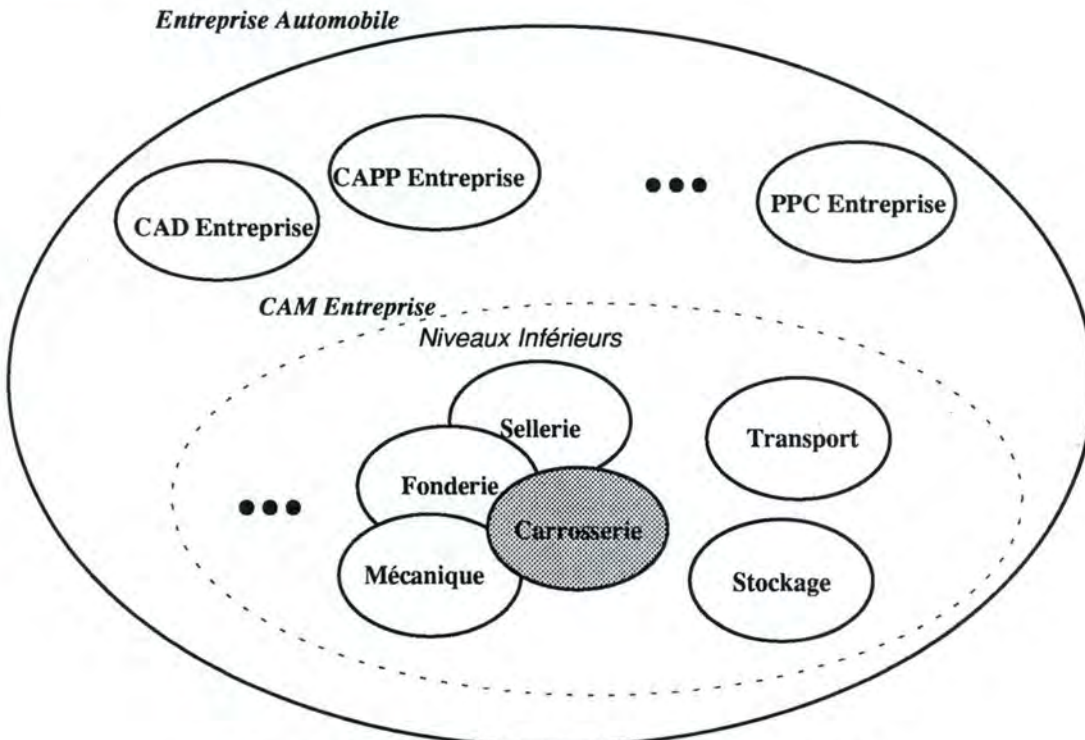 Entreprise Automobile
CAPP Entreprise
CAD Entreprise
PPC Entreprise
CAM Entreprise
Niveaux Inférieurs
Sellerie
Transport
Fonderie
Carrosserie
Mécanique
Stockage